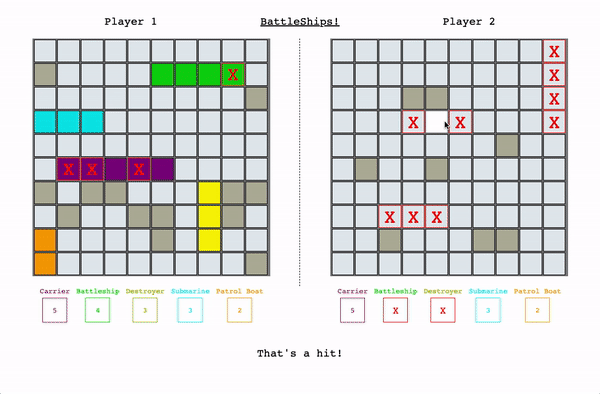 Player 1 BattleShips! Player 2
X
X X
X
X X X
X X X
X X X
Carrier Battleship Destroyer Submarine Patrol Boat Carrier Battleship Destroyer Submarine Patrol Boat
5 4 3 3 2 5 X X 3 2
That's a hit!